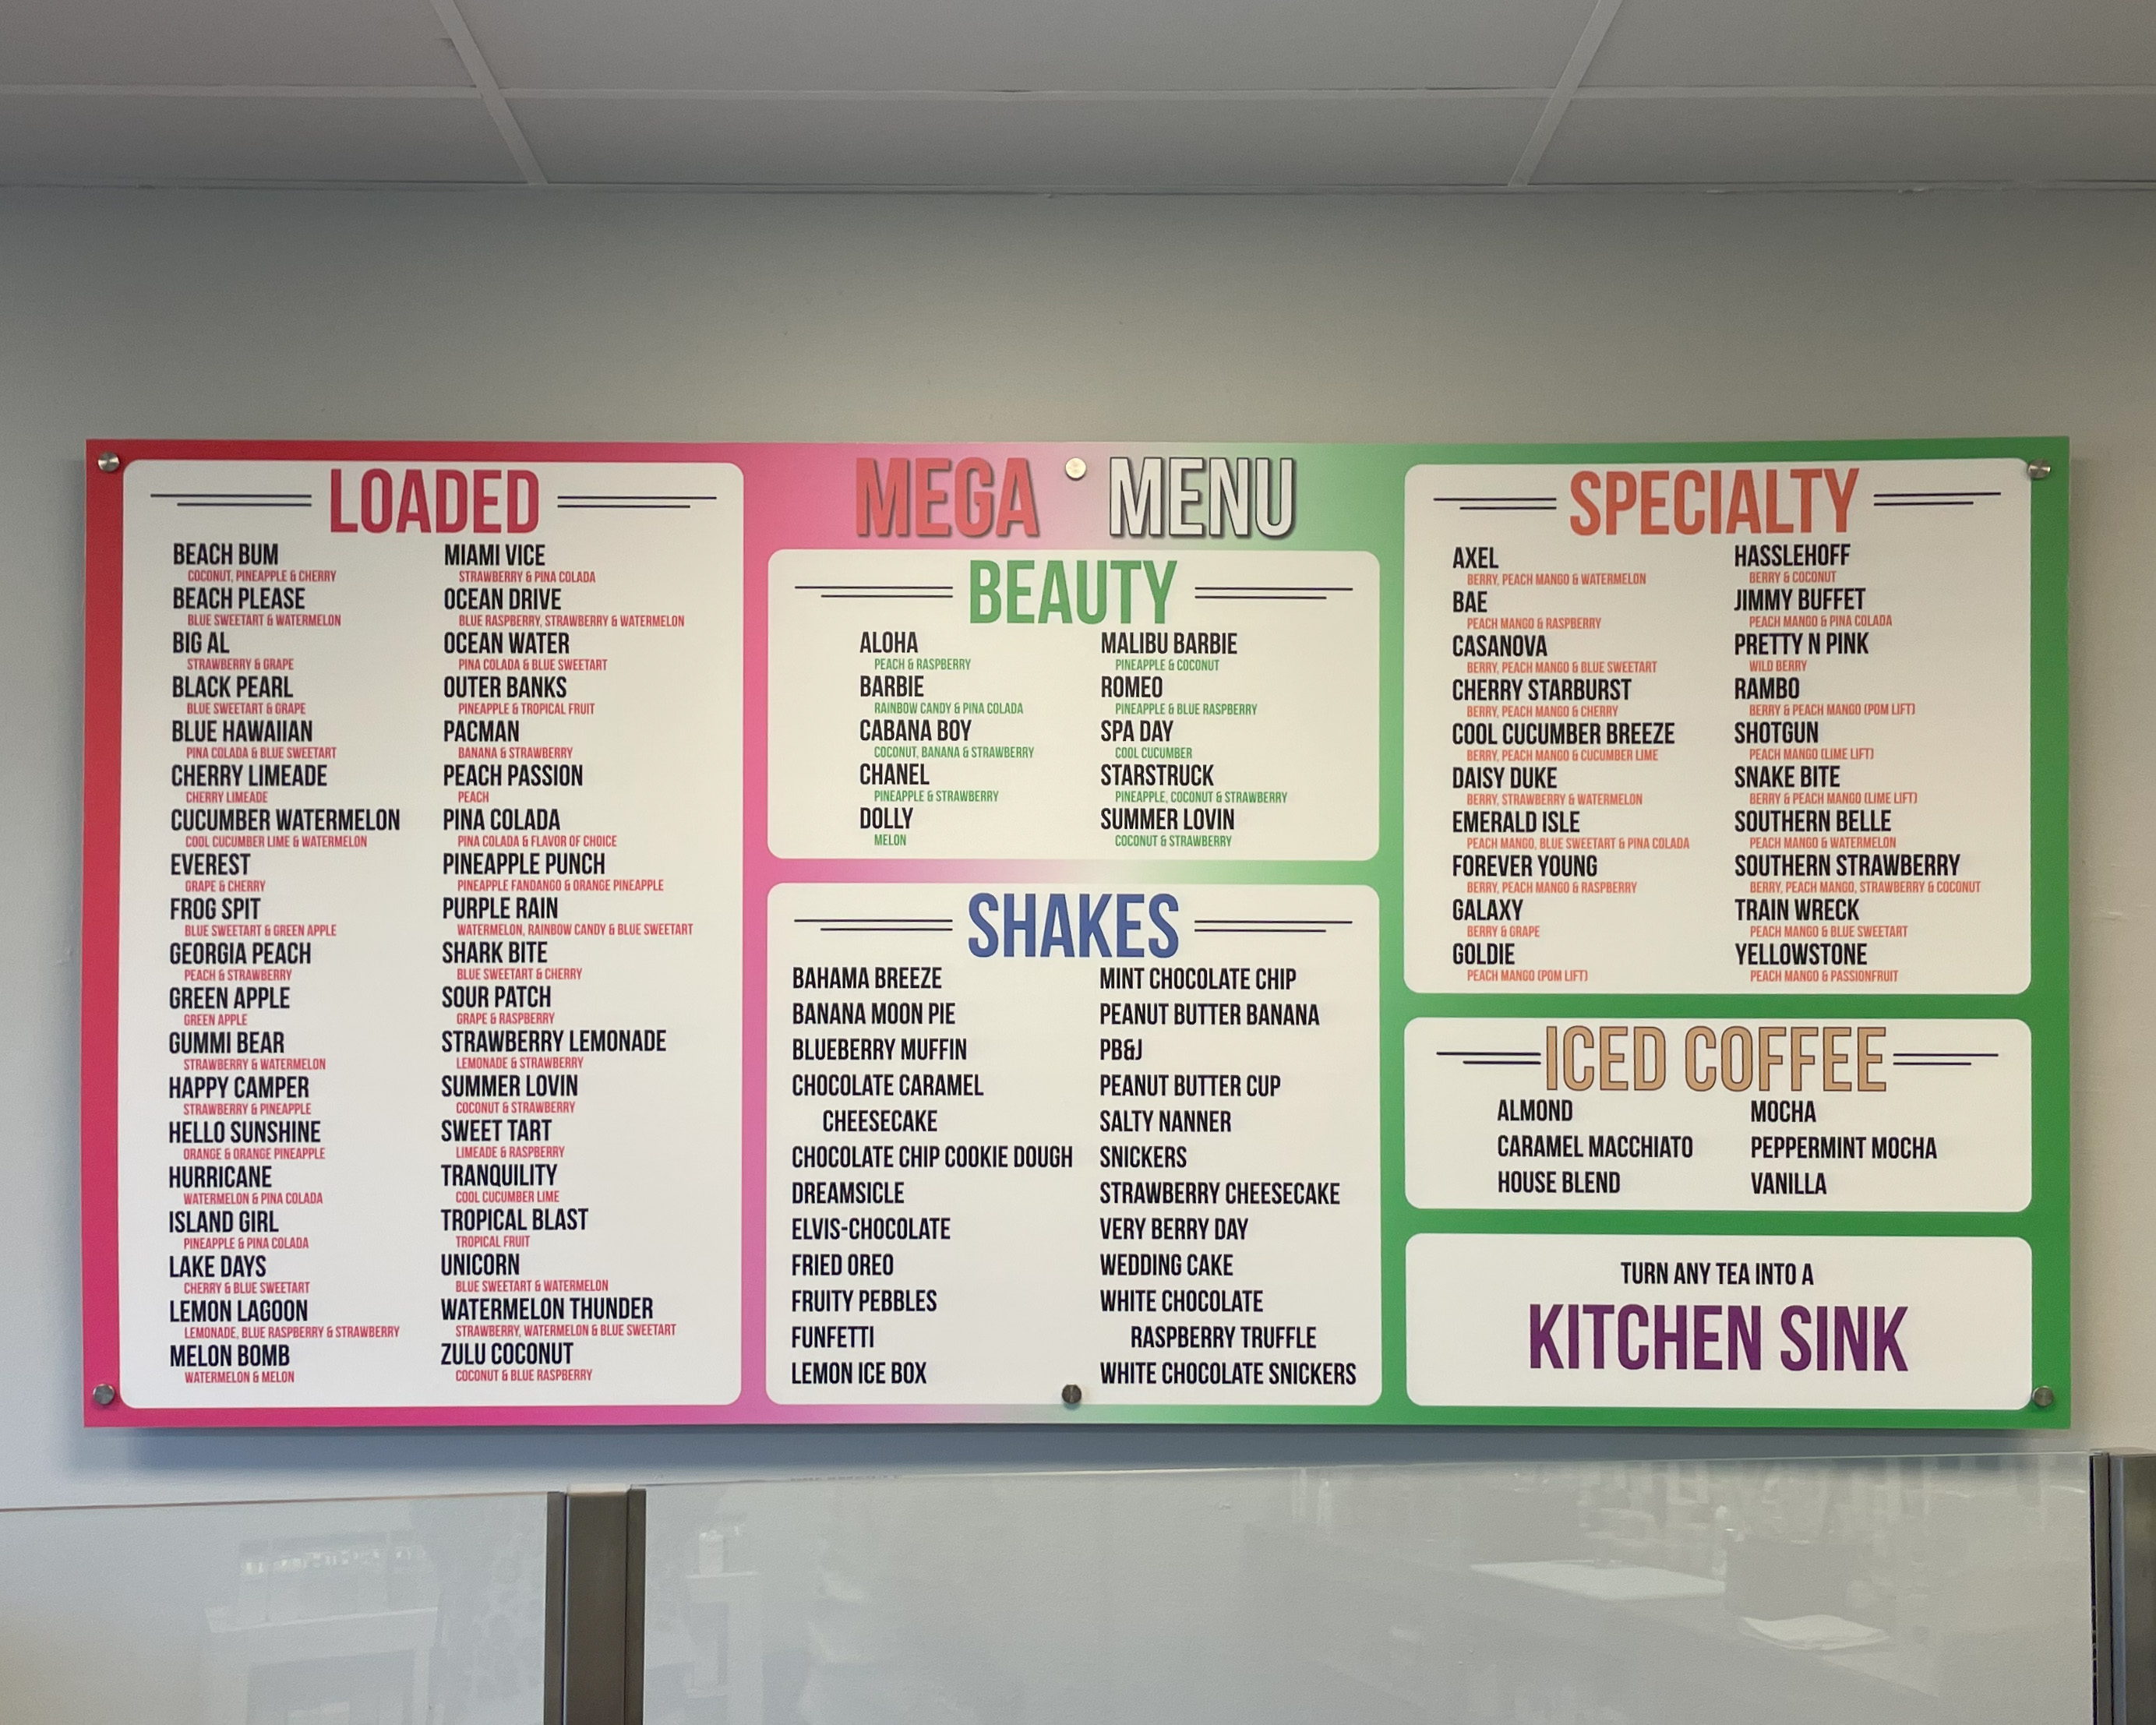 MEGA MENU
LOADED
BEACH BUM
COCONUT, PINEAPPLE & CHERRY
BEACH PLEASE
BLUE SWEETART & WATERMELON
BIG AL
STRAWBERRY & GRAPE
BLACK PEARL
BLUE SWEETART & GRAPE
BLUE HAWAIIAN
PINA COLADA & BLUE SWEETART
CHERRY LIMEADE
CHERRY LIMEADE
CUCUMBER WATERMELON
COOL CUCUMBER LIME & WATERMELON
EVEREST
GRAPE & CHERRY
FROG SPIT
BLUE SWEETART & GREEN APPLE
GEORGIA PEACH
PEACH & STRAWBERRY
GREEN APPLE
GREEN APPLE
GUMMI BEAR
STRAWBERRY & WATERMELON
HAPPY CAMPER
STRAWBERRY & PINEAPPLE
HELLO SUNSHINE
ORANGE & ORANGE PINEAPPLE
HURRICANE
WATERMELON & PINA COLADA
ISLAND GIRL
PINEAPPLE & PINA COLADA
LAKE DAYS
CHERRY & BLUE SWEETART
LEMON LAGOON
LEMONADE, BLUE RASPBERRY & STRAWBERRY
MELON BOMB
WATERMELON & MELON
MIAMI VICE
STRAWBERRY & PINA COLADA
OCEAN DRIVE
BLUE RASPBERRY, STRAWBERRY & WATERMELON
OCEAN WATER
PINA COLADA & BLUE SWEETART
OUTER BANKS
PINEAPPLE & TROPICAL FRUIT
PACMAN
BANANA & STRAWBERRY
PEACH PASSION
PEACH
PINA COLADA
PINA COLADA & FLAVOR OF CHOICE
PINEAPPLE PUNCH
PINEAPPLE FANDANGO & ORANGE PINEAPPLE
PURPLE RAIN
WATERMELON, RAINBOW CANDY & BLUE SWEETART
SHARK BITE
BLUE SWEETART & CHERRY
SOUR PATCH
GRAPE & RASPBERRY
STRAWBERRY LEMONADE
LEMONADE & STRAWBERRY
SUMMER LOVIN
COCONUT & STRAWBERRY
SWEET TART
LIMEADE & RASPBERRY
TRANQUILITY
COOL CUCUMBER LIME
TROPICAL BLAST
TROPICAL FRUIT
UNICORN
BLUE SWEETART & WATERMELON
WATERMELON THUNDER
STRAWBERRY, WATERMELON & BLUE SWEETART
ZULU COCONUT
COCONUT & BLUE RASPBERRY
BEAUTY
ALOHA
PEACH & RASPBERRY
BARBIE
RAINBOW CANDY & PINA COLADA
CABANA BOY
COCONUT, BANANA & STRAWBERRY
CHANEL
PINEAPPLE & STRAWBERRY
DOLLY
MELON
MALIBU BARBIE
PINEAPPLE & COCONUT
ROMEO
PINEAPPLE & BLUE RASPBERRY
SPA DAY
COOL CUCUMBER
STARSTRUCK
PINEAPPLE, COCONUT & STRAWBERRY
SUMMER LOVIN
COCONUT & STRAWBERRY
SHAKES
BAHAMA BREEZE
BANANA MOON PIE
BLUEBERRY MUFFIN
CHOCOLATE CARAMEL
CHEESECAKE
CHOCOLATE CHIP COOKIE DOUGH
DREAMSICLE
ELVIS-CHOCOLATE
FRIED OREO
FRUITY PEBBLES
FUNFETTI
LEMON ICE BOX
MINT CHOCOLATE CHIP
PEANUT BUTTER BANANA
PB&J
PEANUT BUTTER CUP
SALTY NANNER
SNICKERS
STRAWBERRY CHEESECAKE
VERY BERRY DAY
WEDDING CAKE
WHITE CHOCOLATE
RASPBERRY TRUFFLE
WHITE CHOCOLATE SNICKERS
SPECIALTY
AXEL
BERRY, PEACH MANGO & WATERMELON
BAE
PEACH MANGO & RASPBERRY
CASANOVA
BERRY, PEACH MANGO & BLUE SWEETART
CHERRY STARBURST
BERRY, PEACH MANGO & CHERRY
COOL CUCUMBER BREEZE
BERRY, PEACH MANGO & CUCUMBER LIME
DAISY DUKE
BERRY, STRAWBERRY & WATERMELON
EMERALD ISLE
PEACH MANGO, BLUE SWEETART & PINA COLADA
FOREVER YOUNG
BERRY, PEACH MANGO & RASPBERRY
GALAXY
BERRY & GRAPE
GOLDIE
PEACH MANGO (POM LIFT)
HASSLEHOFF
BERRY & COCONUT
JIMMY BUFFET
PEACH MANGO & PINA COLADA
PRETTY N PINK
WILD BERRY
RAMBO
BERRY & PEACH MANGO (POM LIFT)
SHOTGUN
PEACH MANGO (LIME LIFT)
SNAKE BITE
BERRY & PEACH MANGO (LIME LIFT)
SOUTHERN BELLE
PEACH MANGO & WATERMELON
SOUTHERN STRAWBERRY
BERRY, PEACH MANGO, STRAWBERRY & COCONUT
TRAIN WRECK
PEACH MANGO & BLUE SWEETART
YELLOWSTONE
PEACH MANGO & PASSIONFRUIT
ICED COFFEE
ALMOND
CARAMEL MACCHIATO
HOUSE BLEND
MOCHA
PEPPERMINT MOCHA
VANILLA
TURN ANY TEA INTO A
KITCHEN SINK